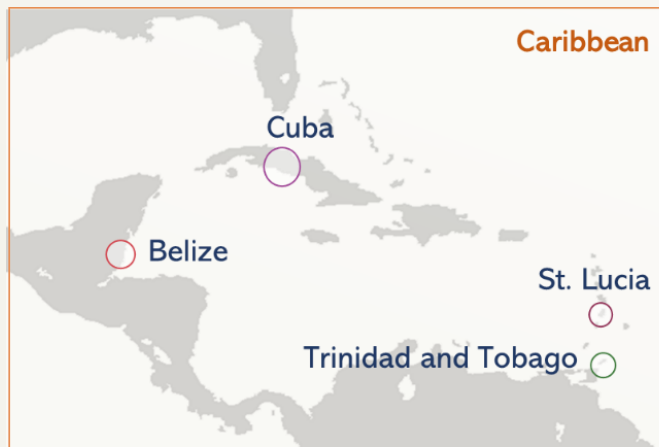 Caribbean
Cuba
Belize
St. Lucia
Trinidad and Tobago